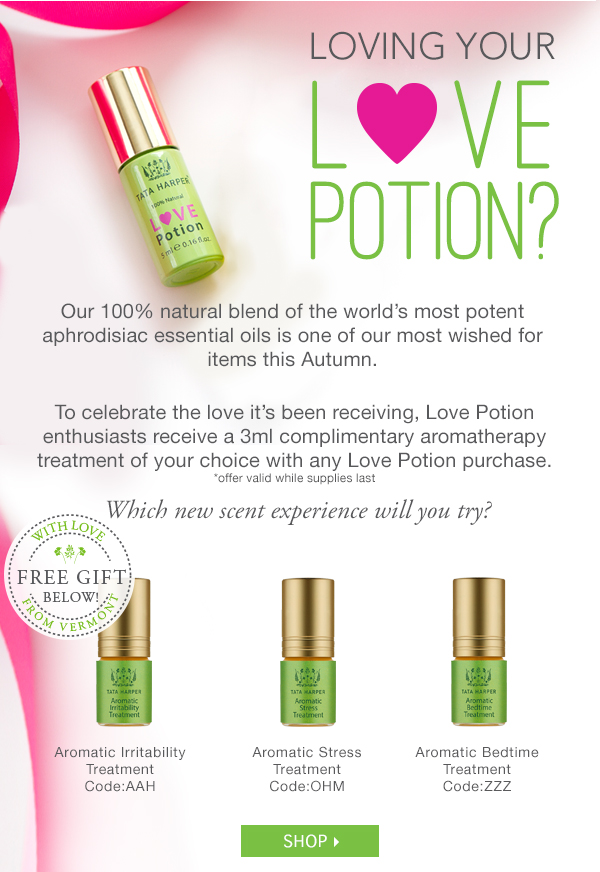 LOVING YOUR
L♥VE
POTION?
TATA HARPER
100% Natural
L♥VE
Potion
5 ml e 0.16 fl oz.
Our 100% natural blend of the world's most potent
aphrodisiac essential oils is one of our most wished for
items this Autumn.
To celebrate the love it's been receiving, Love Potion
enthusiasts receive a 3ml complimentary aromatherapy
treatment of your choice with any Love Potion purchase.
*offer valid while supplies last
Which new scent experience will you try?
WITH LOVE
FREE GIFT
BELOW!
FROM VERMONT
TATA HARPER
Aromatic
Irritability
Treatment
TATA HARPER
Aromatic
Stress
Treatment
TATA HARPER
Aromatic
Bedtime
Treatment
Aromatic Irritability
Treatment
Code:AAH
Aromatic Stress
Treatment
Code:OHM
Aromatic Bedtime
Treatment
Code:ZZZ
SHOP